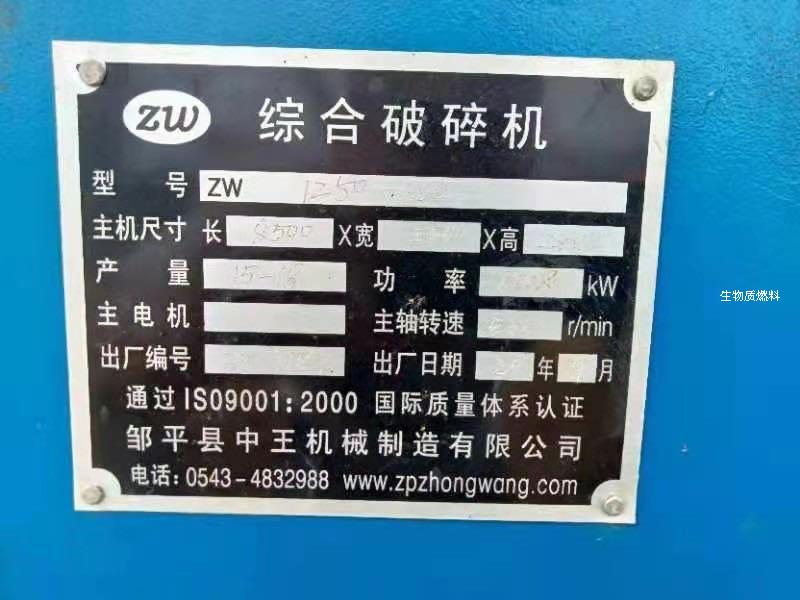 ZW 综合破碎机
型号 ZW 1250
主机尺寸 长 8500 X宽 X高
产量 15-18 功率 kW
主电机 主轴转速 r/min
出厂编号 出厂日期 年 月
通过ISO9001:2000 国际质量体系认证
邹平县中王机械制造有限公司
电话:0543-4832988 www.zpzhongwang.com
生物质燃料